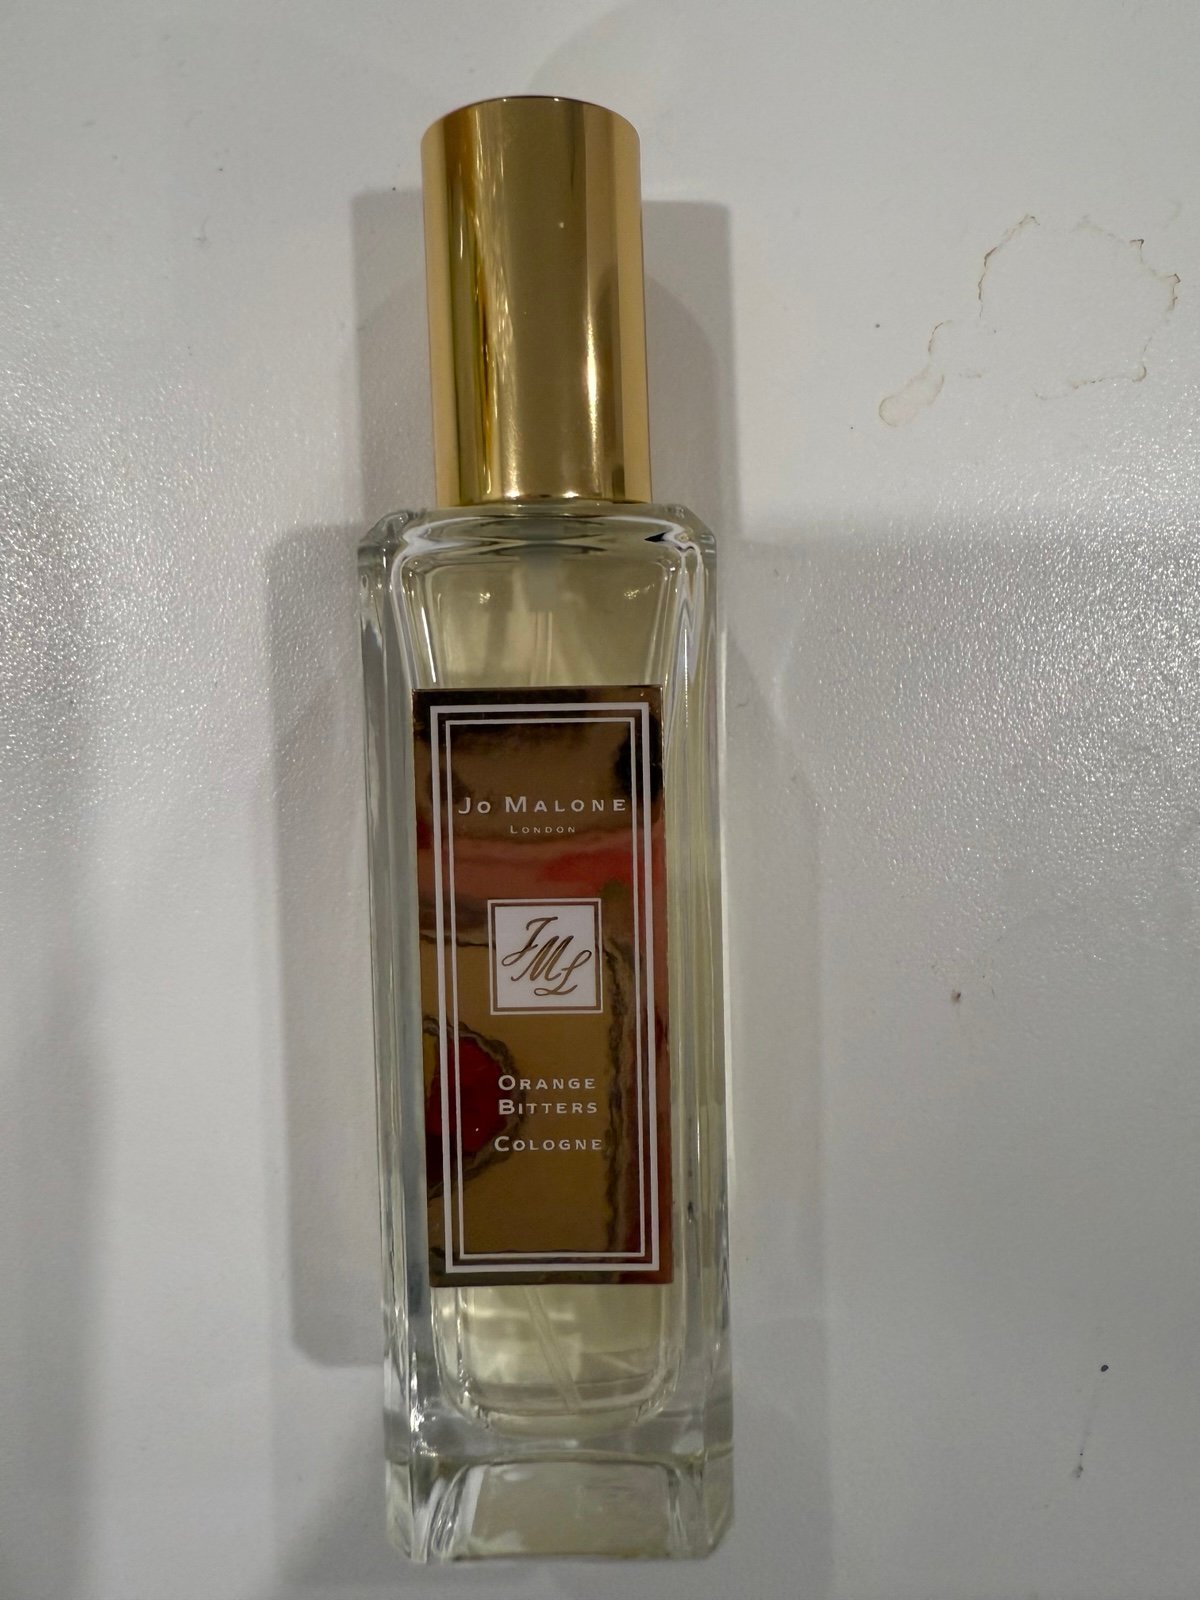 Jo Malone
London
JML
Orange
Bitters
Cologne